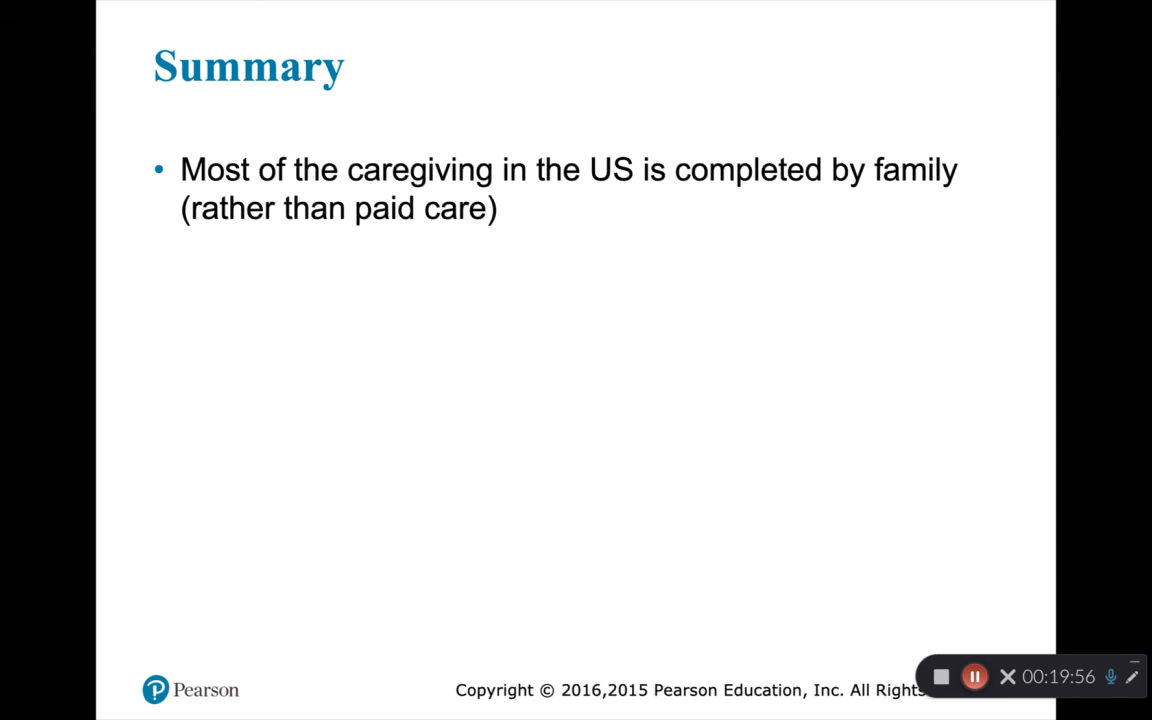 Summary
• Most of the caregiving in the US is completed by family
(rather than paid care)
Pearson
Copyright © 2016,2015 Pearson Education, Inc. All Rights
00:19:56